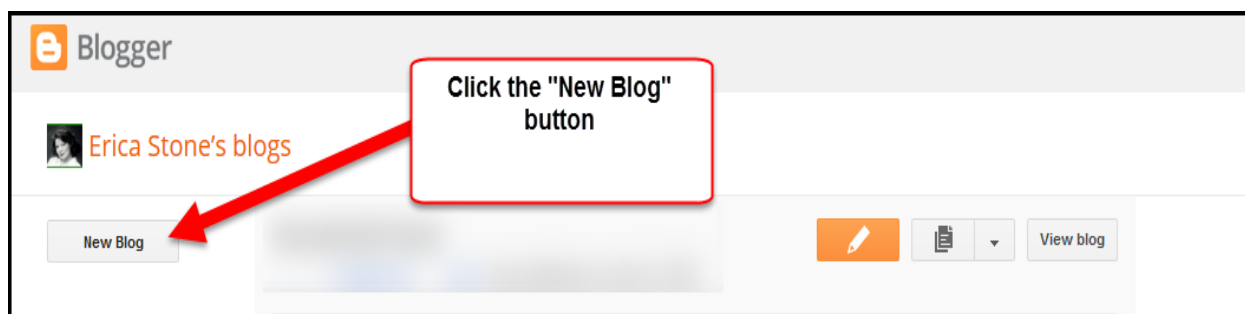 Blogger
Click the "New Blog"
button
Erica Stone's blogs
New Blog
View blog